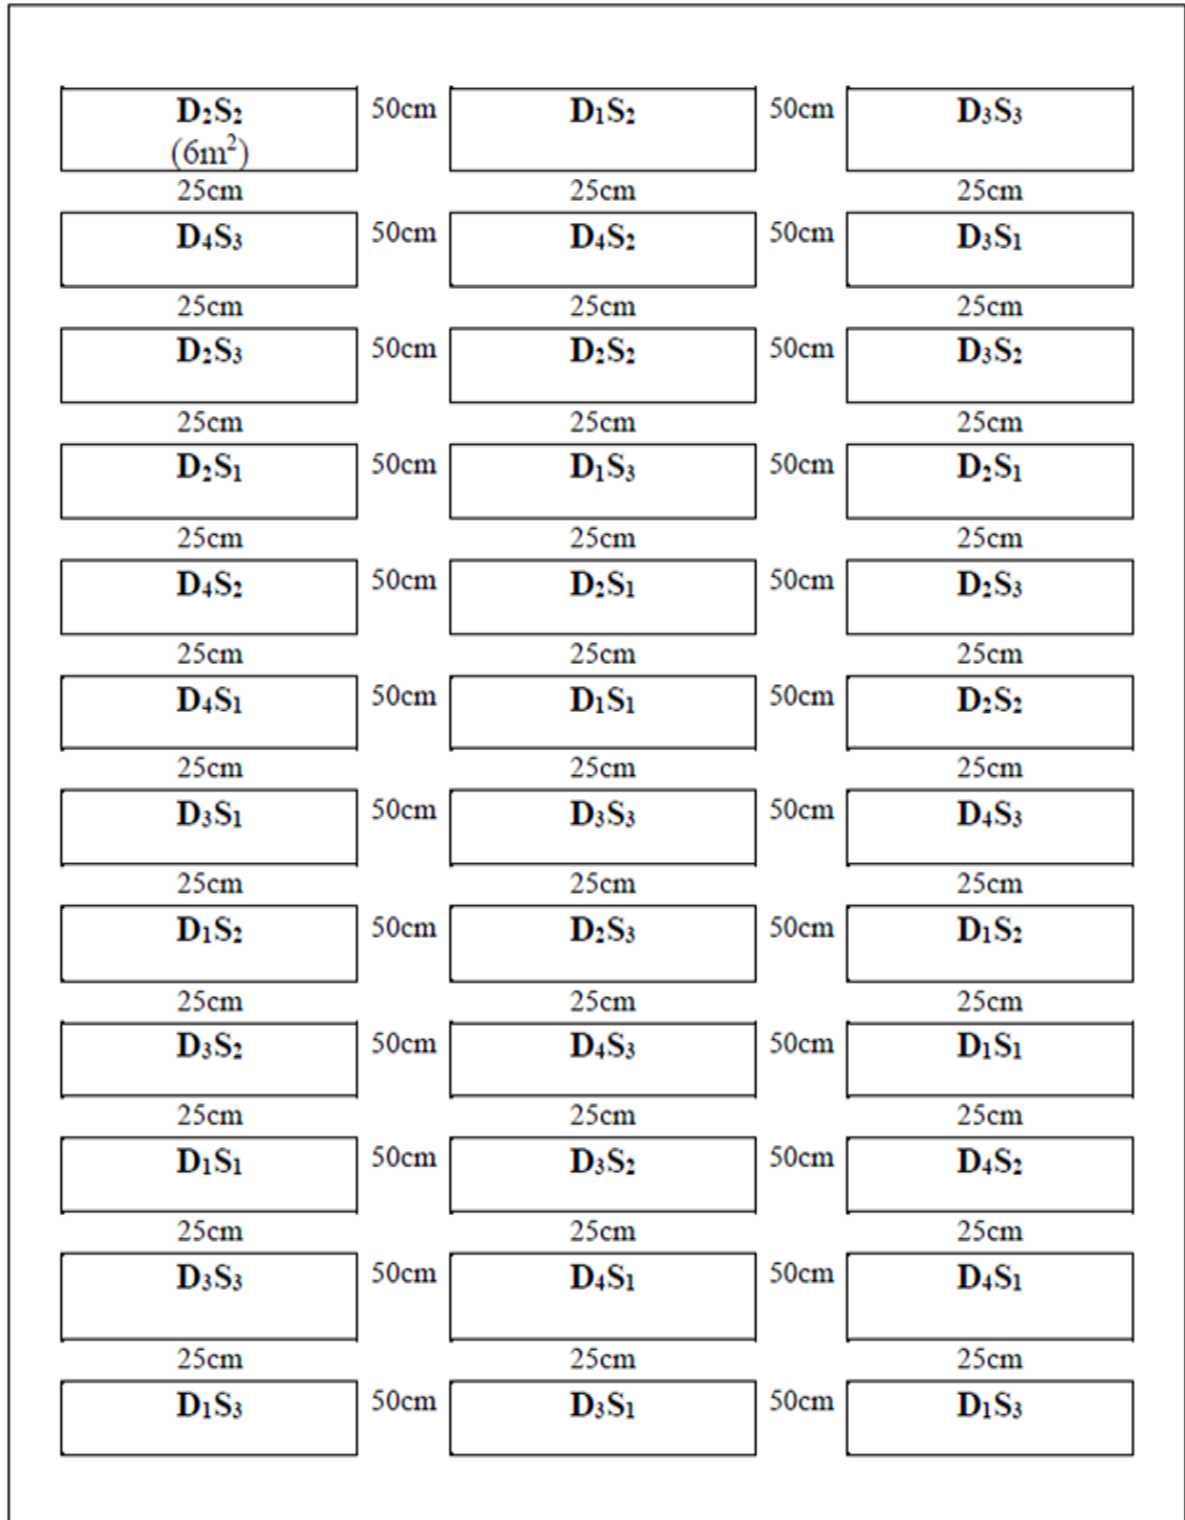 D₂S₂ 50cm D₁S₂ 50cm D₃S₃
(6m²)
25cm 25cm 25cm
D₄S₃ 50cm D₄S₂ 50cm D₃S₁
25cm 25cm 25cm
D₂S₃ 50cm D₂S₂ 50cm D₃S₂
25cm 25cm 25cm
D₂S₁ 50cm D₁S₃ 50cm D₂S₁
25cm 25cm 25cm
D₄S₂ 50cm D₂S₁ 50cm D₂S₃
25cm 25cm 25cm
D₄S₁ 50cm D₁S₁ 50cm D₂S₂
25cm 25cm 25cm
D₃S₁ 50cm D₃S₃ 50cm D₄S₃
25cm 25cm 25cm
D₁S₂ 50cm D₂S₃ 50cm D₁S₂
25cm 25cm 25cm
D₃S₂ 50cm D₄S₃ 50cm D₁S₁
25cm 25cm 25cm
D₁S₁ 50cm D₃S₂ 50cm D₄S₂
25cm 25cm 25cm
D₃S₃ 50cm D₄S₁ 50cm D₄S₁
25cm 25cm 25cm
D₁S₃ 50cm D₃S₁ 50cm D₁S₃